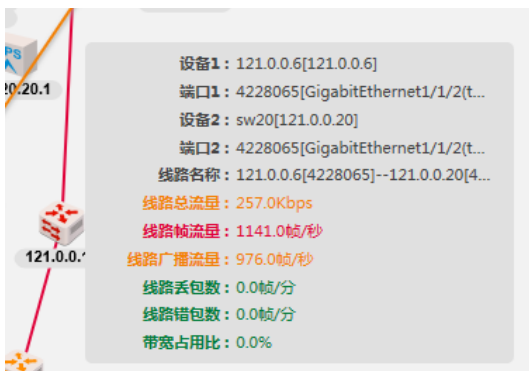 PS
20.20.1
设备1：121.0.0.6[121.0.0.6]
端口1：4228065[GigabitEthernet1/1/2(t...
设备2：sw20[121.0.0.20]
端口2：4228065[GigabitEthernet1/1/2(t...
线路名称：121.0.0.6[4228065]--121.0.0.20[4...
线路总流量：257.0Kbps
线路帧流量：1141.0帧/秒
121.0.0.
线路广播流量：976.0帧/秒
线路丢包数：0.0帧/分
线路错包数：0.0帧/分
带宽占用比：0.0%